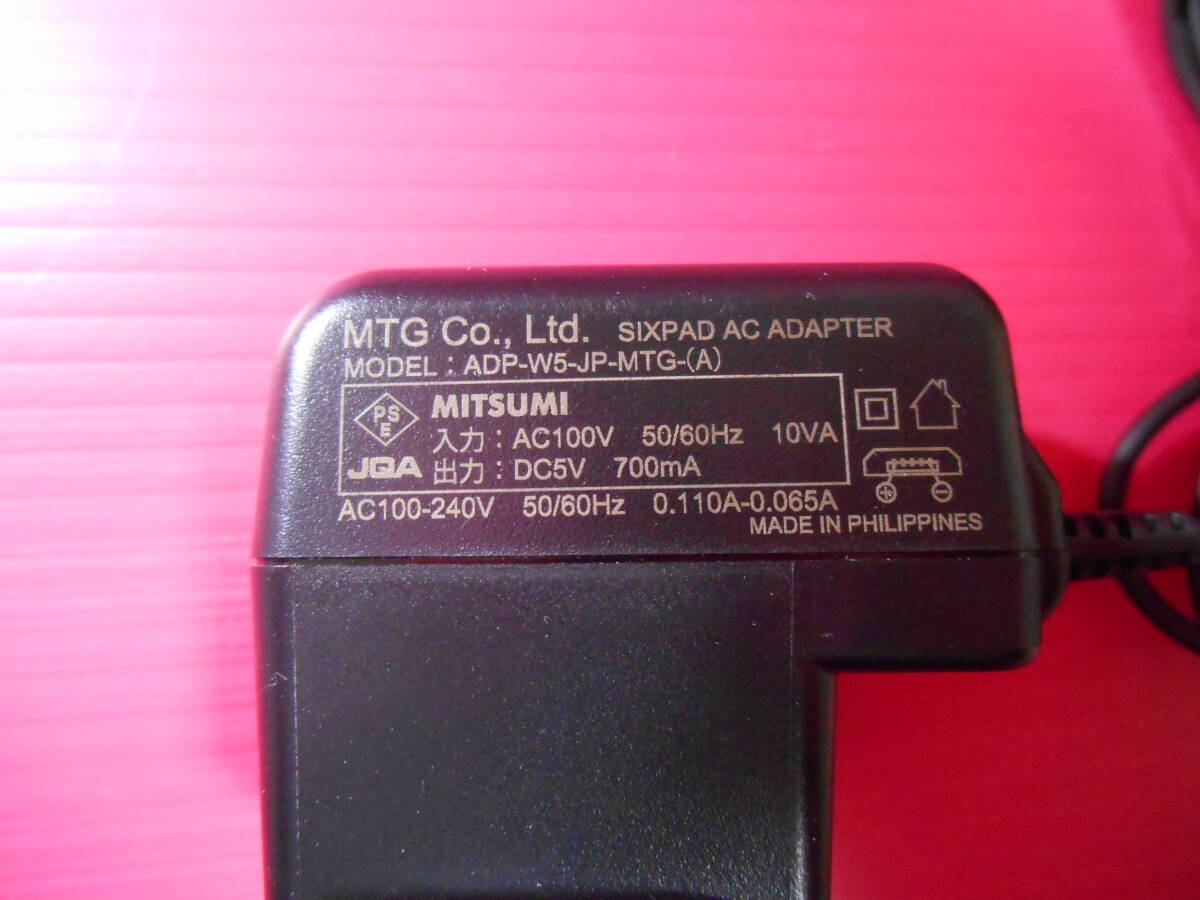 MTG Co., Ltd. SIXPAD AC ADAPTER
MODEL : ADP-W5-JP-MTG-(A)
PS
E
MITSUMI
入力 : AC100V 50/60Hz 10VA
JQA 出力 : DC5V 700mA
AC100-240V 50/60Hz 0.110A-0.065A
MADE IN PHILIPPINES